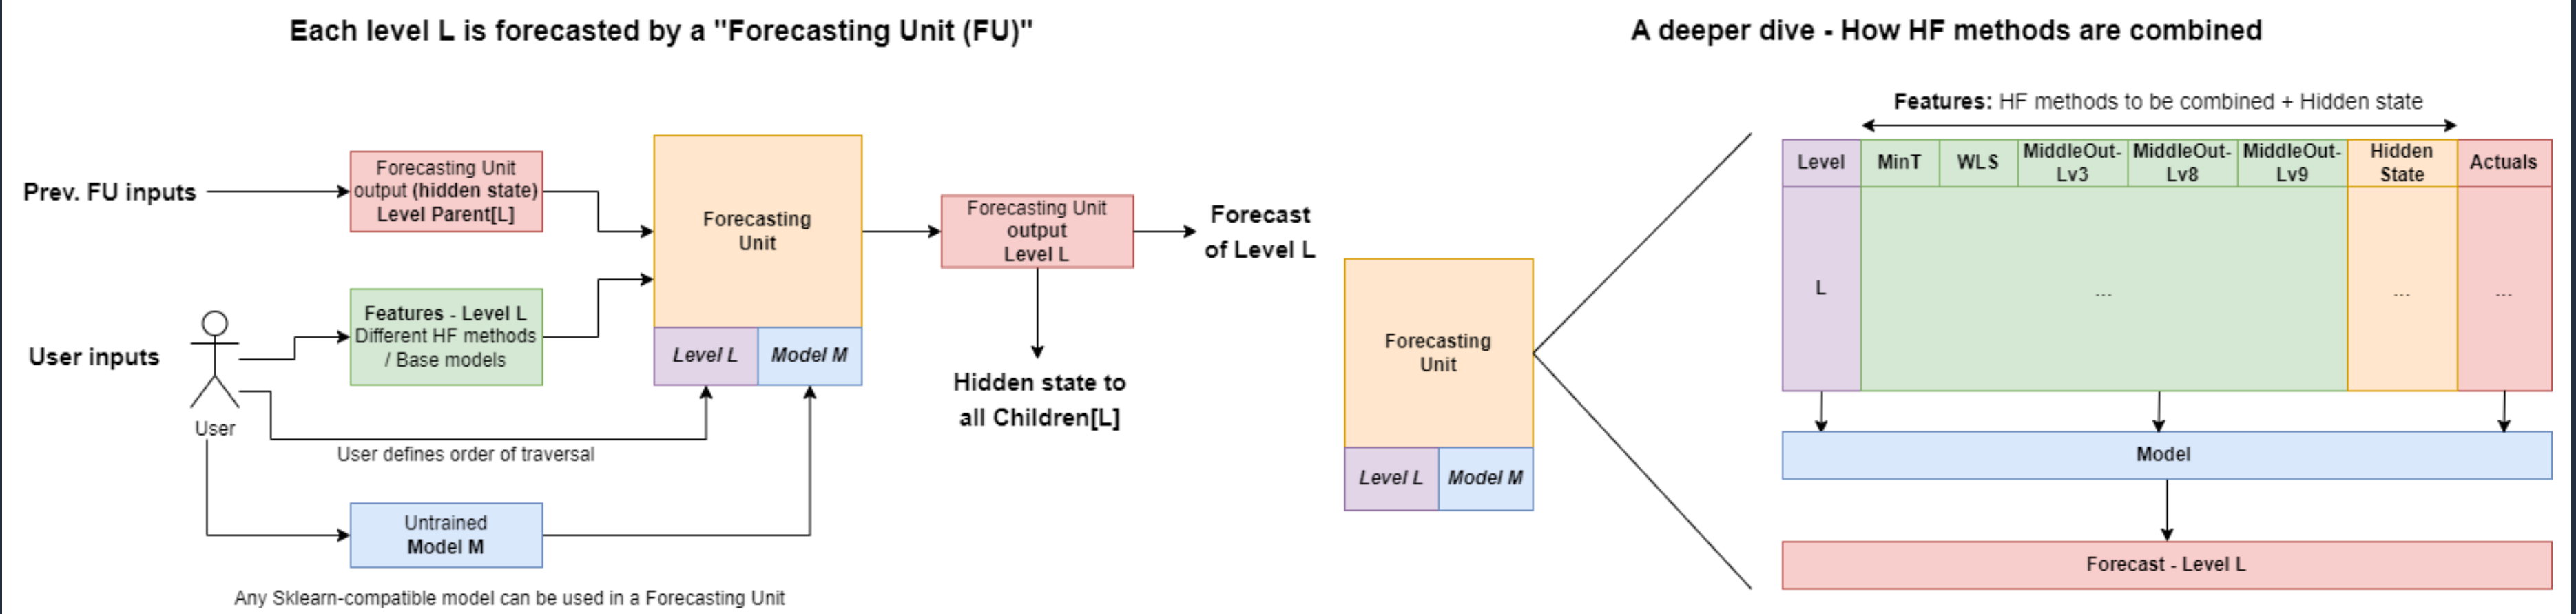 Each level L is forecasted by a "Forecasting Unit (FU)"
Prev. FU inputs
Forecasting Unit
output (hidden state)
Level Parent[L]
User inputs
User
Features - Level L
Different HF methods
/ Base models
User defines order of traversal
Untrained
Model M
Any Sklearn-compatible model can be used in a Forecasting Unit
Forecasting
Unit
Level L
Model M
Forecasting Unit
output
Level L
Forecast
of Level L
Hidden state to
all Children[L]
A deeper dive - How HF methods are combined
Forecasting
Unit
Level L
Model M
Features: HF methods to be combined + Hidden state
Level
MinT
WLS
MiddleOut-
Lv3
MiddleOut-
Lv8
MiddleOut-
Lv9
Hidden
State
Actuals
L
...
...
...
Model
Forecast - Level L